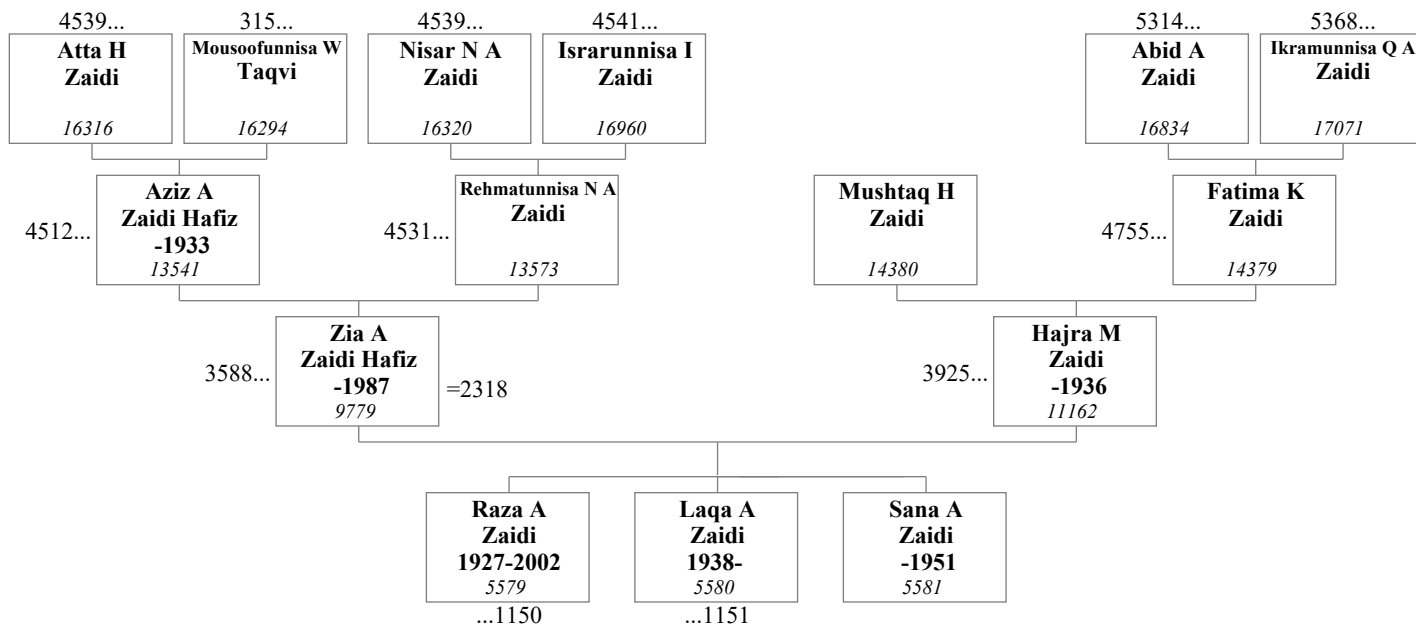 4539...
315...
4539...
4541...
5314...
5368...
Atta H
Zaidi
16316
Mousoofunnisa W
Taqvi
16294
Nisar N A
Zaidi
16320
Israrunnisa I
Zaidi
16960
Abid A
Zaidi
16834
Ikramunnisa Q A
Zaidi
17071
4512...
Aziz A
Zaidi Hafiz
-1933
13541
4531...
Rehmatunnisa N A
Zaidi
13573
Mushtaq H
Zaidi
14380
4755...
Fatima K
Zaidi
14379
3588...
Zia A
Zaidi Hafiz
-1987
9779
=2318
3925...
Hajra M
Zaidi
-1936
11162
Raza A
Zaidi
1927-2002
5579
...1150
Laqa A
Zaidi
1938-
5580
...1151
Sana A
Zaidi
-1951
5581